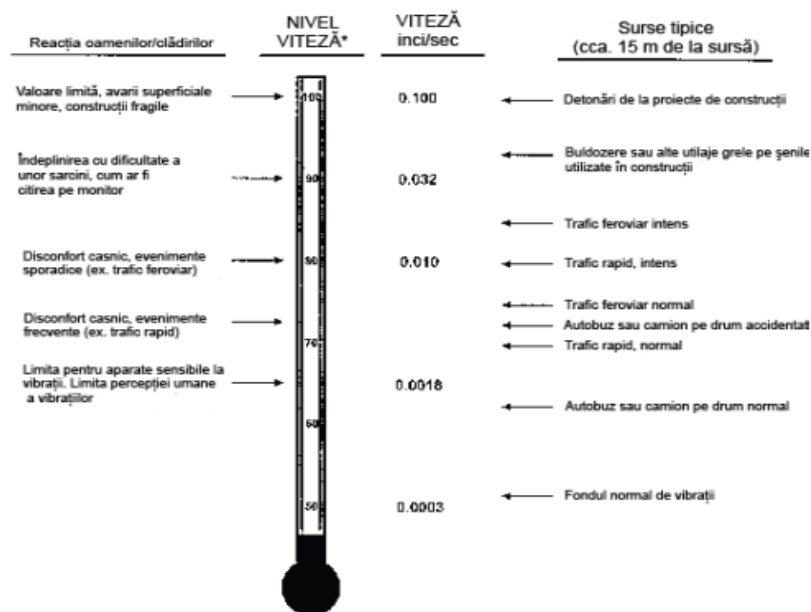 Reacția oamenilor/clădirilor
NIVEL
VITEZĂ*
VITEZĂ
inci/sec
Surse tipice
(cca. 15 m de la sursă)
Valoare limită, avarii superficiale
minore, construcții fragile
100
0.100
Detonări de la proiecte de construcții
Îndeplinirea cu dificultate a
unor sarcini, cum ar fi
citirea pe monitor
90
0.032
Buldozere sau alte utilaje grele pe șenile
utilizate în construcții
Trafic feroviar intens
Disconfort casnic, evenimente
sporadice (ex. trafic feroviar)
80
0.010
Trafic rapid, intens
Trafic feroviar normal
Disconfort casnic, evenimente
frecvente (ex. trafic rapid)
Autobuz sau camion pe drum accidentat
70
Trafic rapid, normal
Limita pentru aparate sensibile la
vibrații. Limita percepției umane
a vibrațiilor
0.0018
Autobuz sau camion pe drum normal
60
50
0.0003
Fondul normal de vibrații